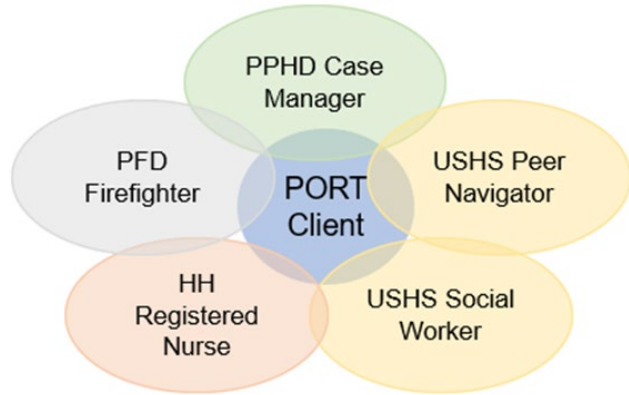 PPHD Case
Manager
PFD
Firefighter
PORT
Client
USHS Peer
Navigator
HH
Registered
Nurse
USHS Social
Worker